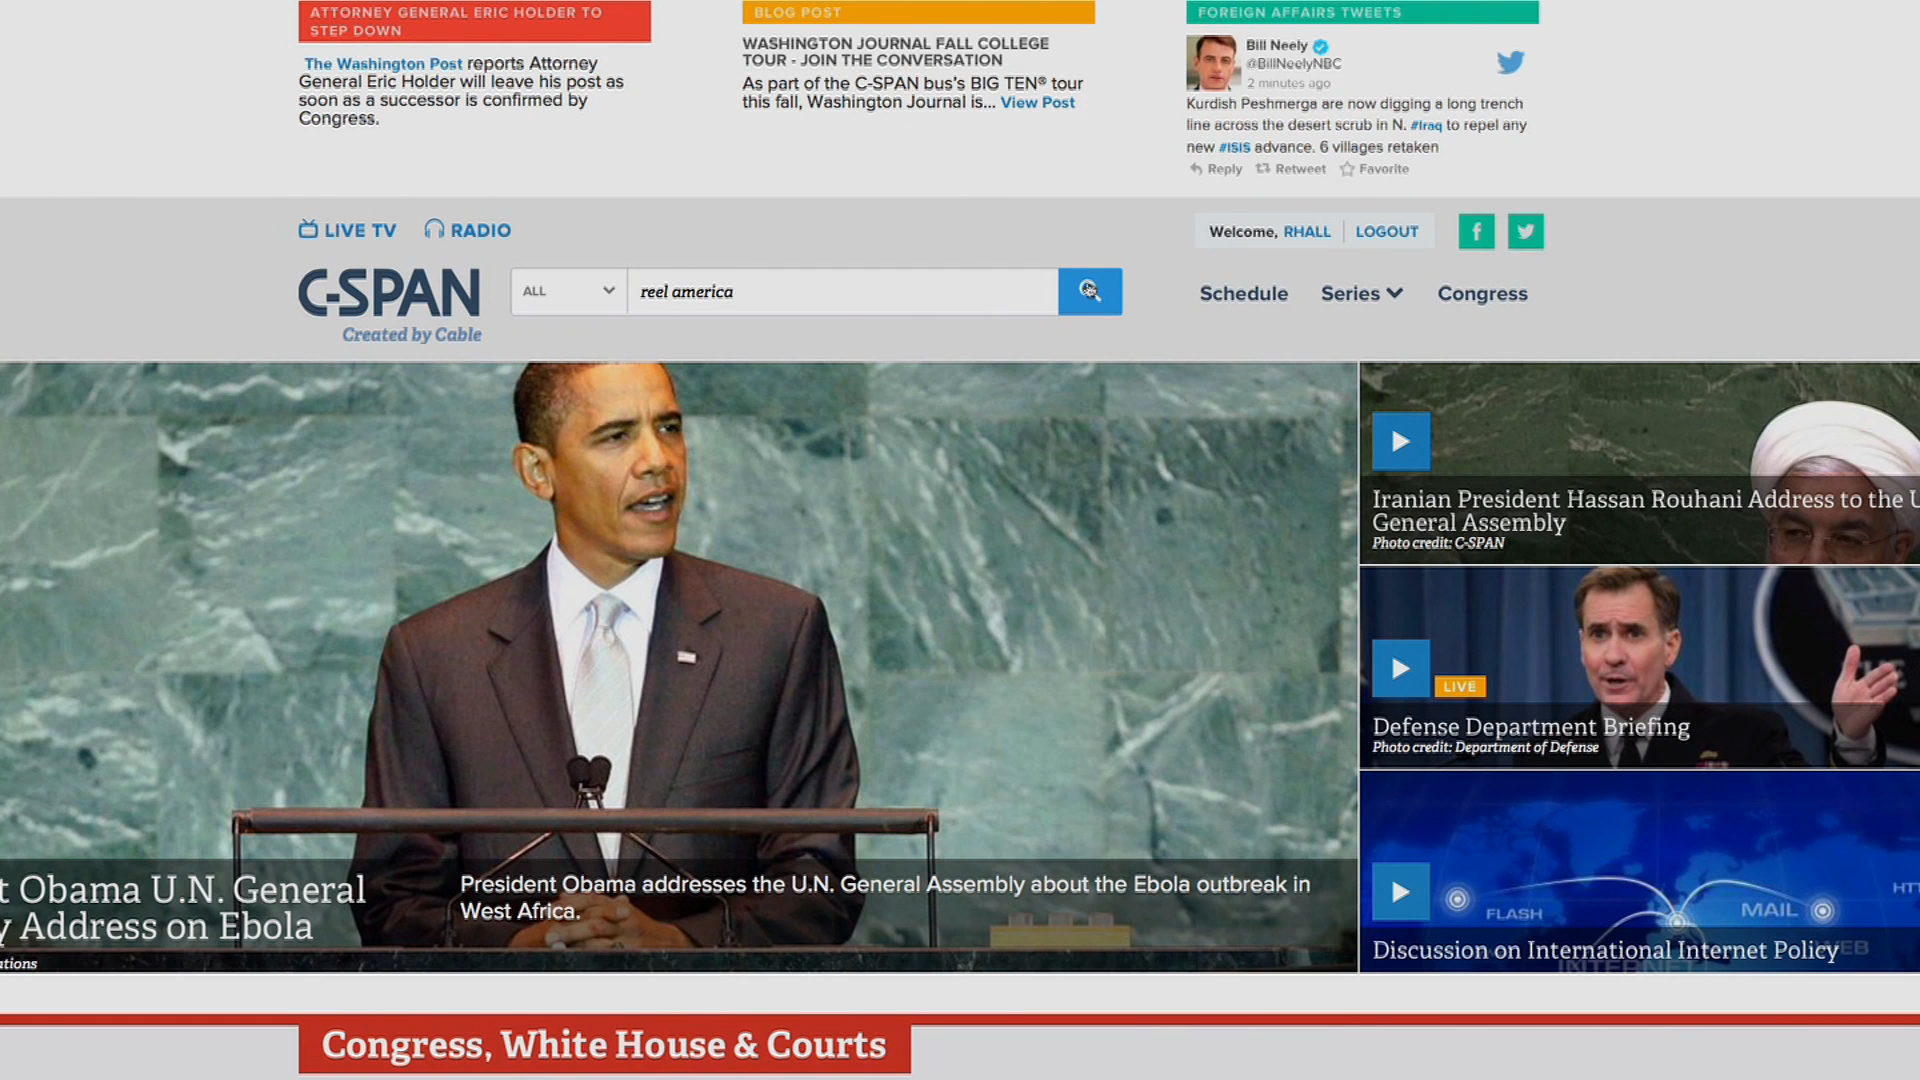 ATTORNEY GENERAL ERIC HOLDER TO
STEP DOWN
The Washington Post reports Attorney
General Eric Holder will leave his post as
soon as a successor is confirmed by
Congress.
BLOG POST
WASHINGTON JOURNAL FALL COLLEGE
TOUR - JOIN THE CONVERSATION
As part of the C-SPAN bus's BIG TEN® tour
this fall, Washington Journal is... View Post
FOREIGN AFFAIRS TWEETS
Bill Neely
@BillNeelyNBC
2 minutes ago
Kurdish Peshmerga are now digging a long trench
line across the desert scrub in N. #Iraq to repel any
new #ISIS advance. 6 villages retaken
Reply Retweet Favorite
LIVE TV RADIO
Welcome, RHALL LOGOUT
C-SPAN
Created by Cable
ALL
reel america
Schedule Series Congress
t Obama U.N. General
y Address on Ebola
ations
President Obama addresses the U.N. General Assembly about the Ebola outbreak in
West Africa.
Iranian President Hassan Rouhani Address to the U
General Assembly
Photo credit: C-SPAN
LIVE
Defense Department Briefing
Photo credit: Department of Defense
FLASH
MAIL
HTT
WEB
INTERNET
Discussion on International Internet Policy
Congress, White House & Courts